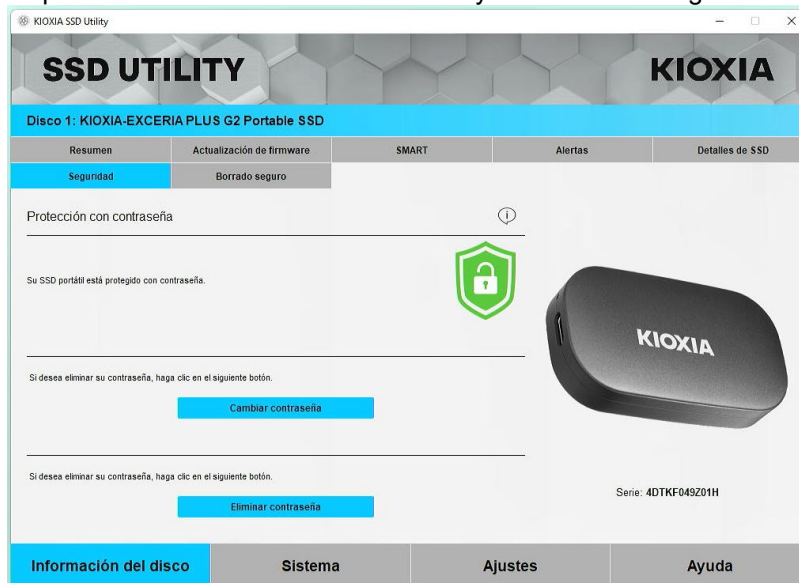 KIOXIA SSD Utility
SSD UTILITY
KIOXIA
Disco 1: KIOXIA-EXCERIA PLUS G2 Portable SSD
Resumen
Actualización de firmware
SMART
Alertas
Detalles de SSD
Seguridad
Borrado seguro
Protección con contraseña
Su SSD portátil está protegido con contraseña.
KIOXIA
Si desea eliminar su contraseña, haga clic en el siguiente botón.
Cambiar contraseña
Si desea eliminar su contraseña, haga clic en el siguiente botón.
Serie: 4DTKF049Z01H
Eliminar contraseña
Información del disco
Sistema
Ajustes
Ayuda